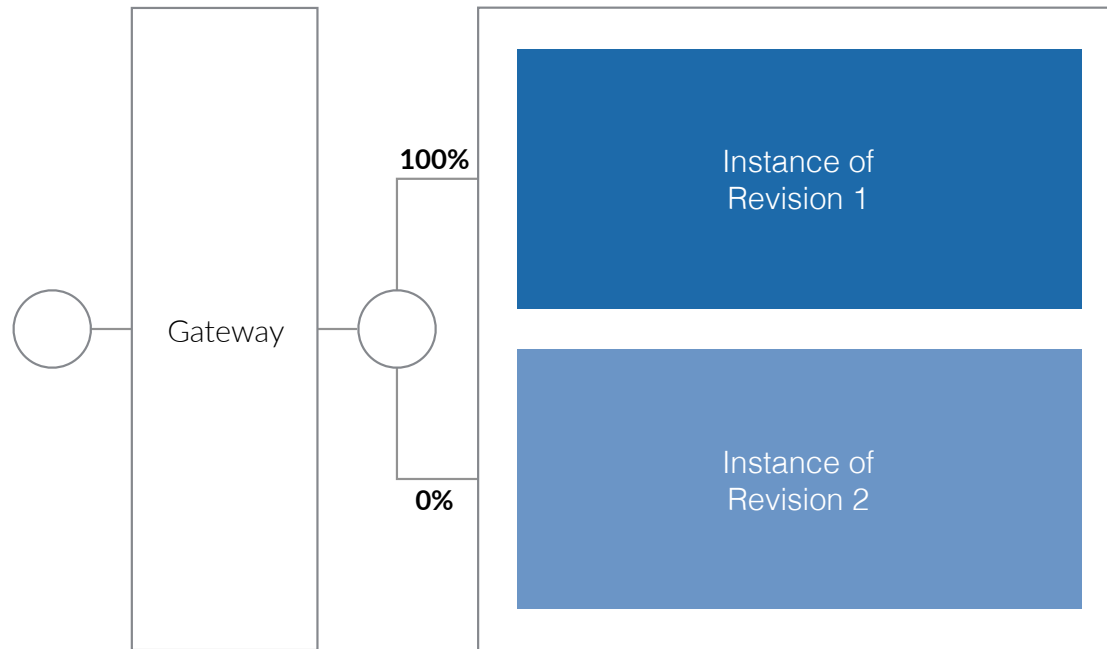 100%
Instance of
Revision 1
Gateway
Instance of
Revision 2
0%